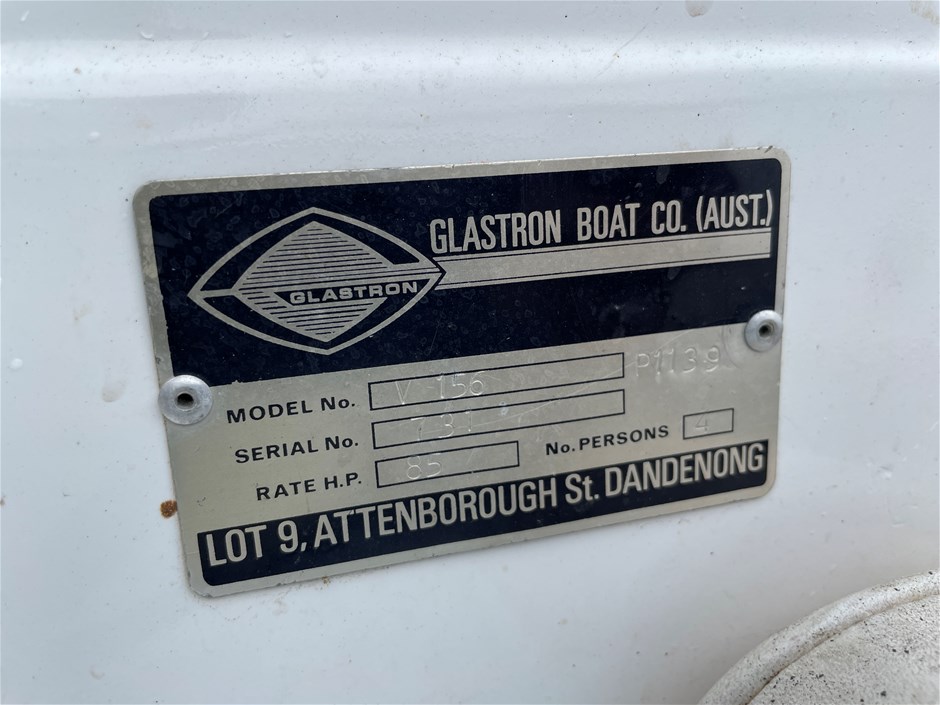 GLASTRON BOAT CO. (AUST.)
GLASTRON
MODEL No. V 156 P1139
SERIAL No. 131
RATE H.P. 85 No. PERSONS 4
LOT 9, ATTENBOROUGH St. DANDENONG